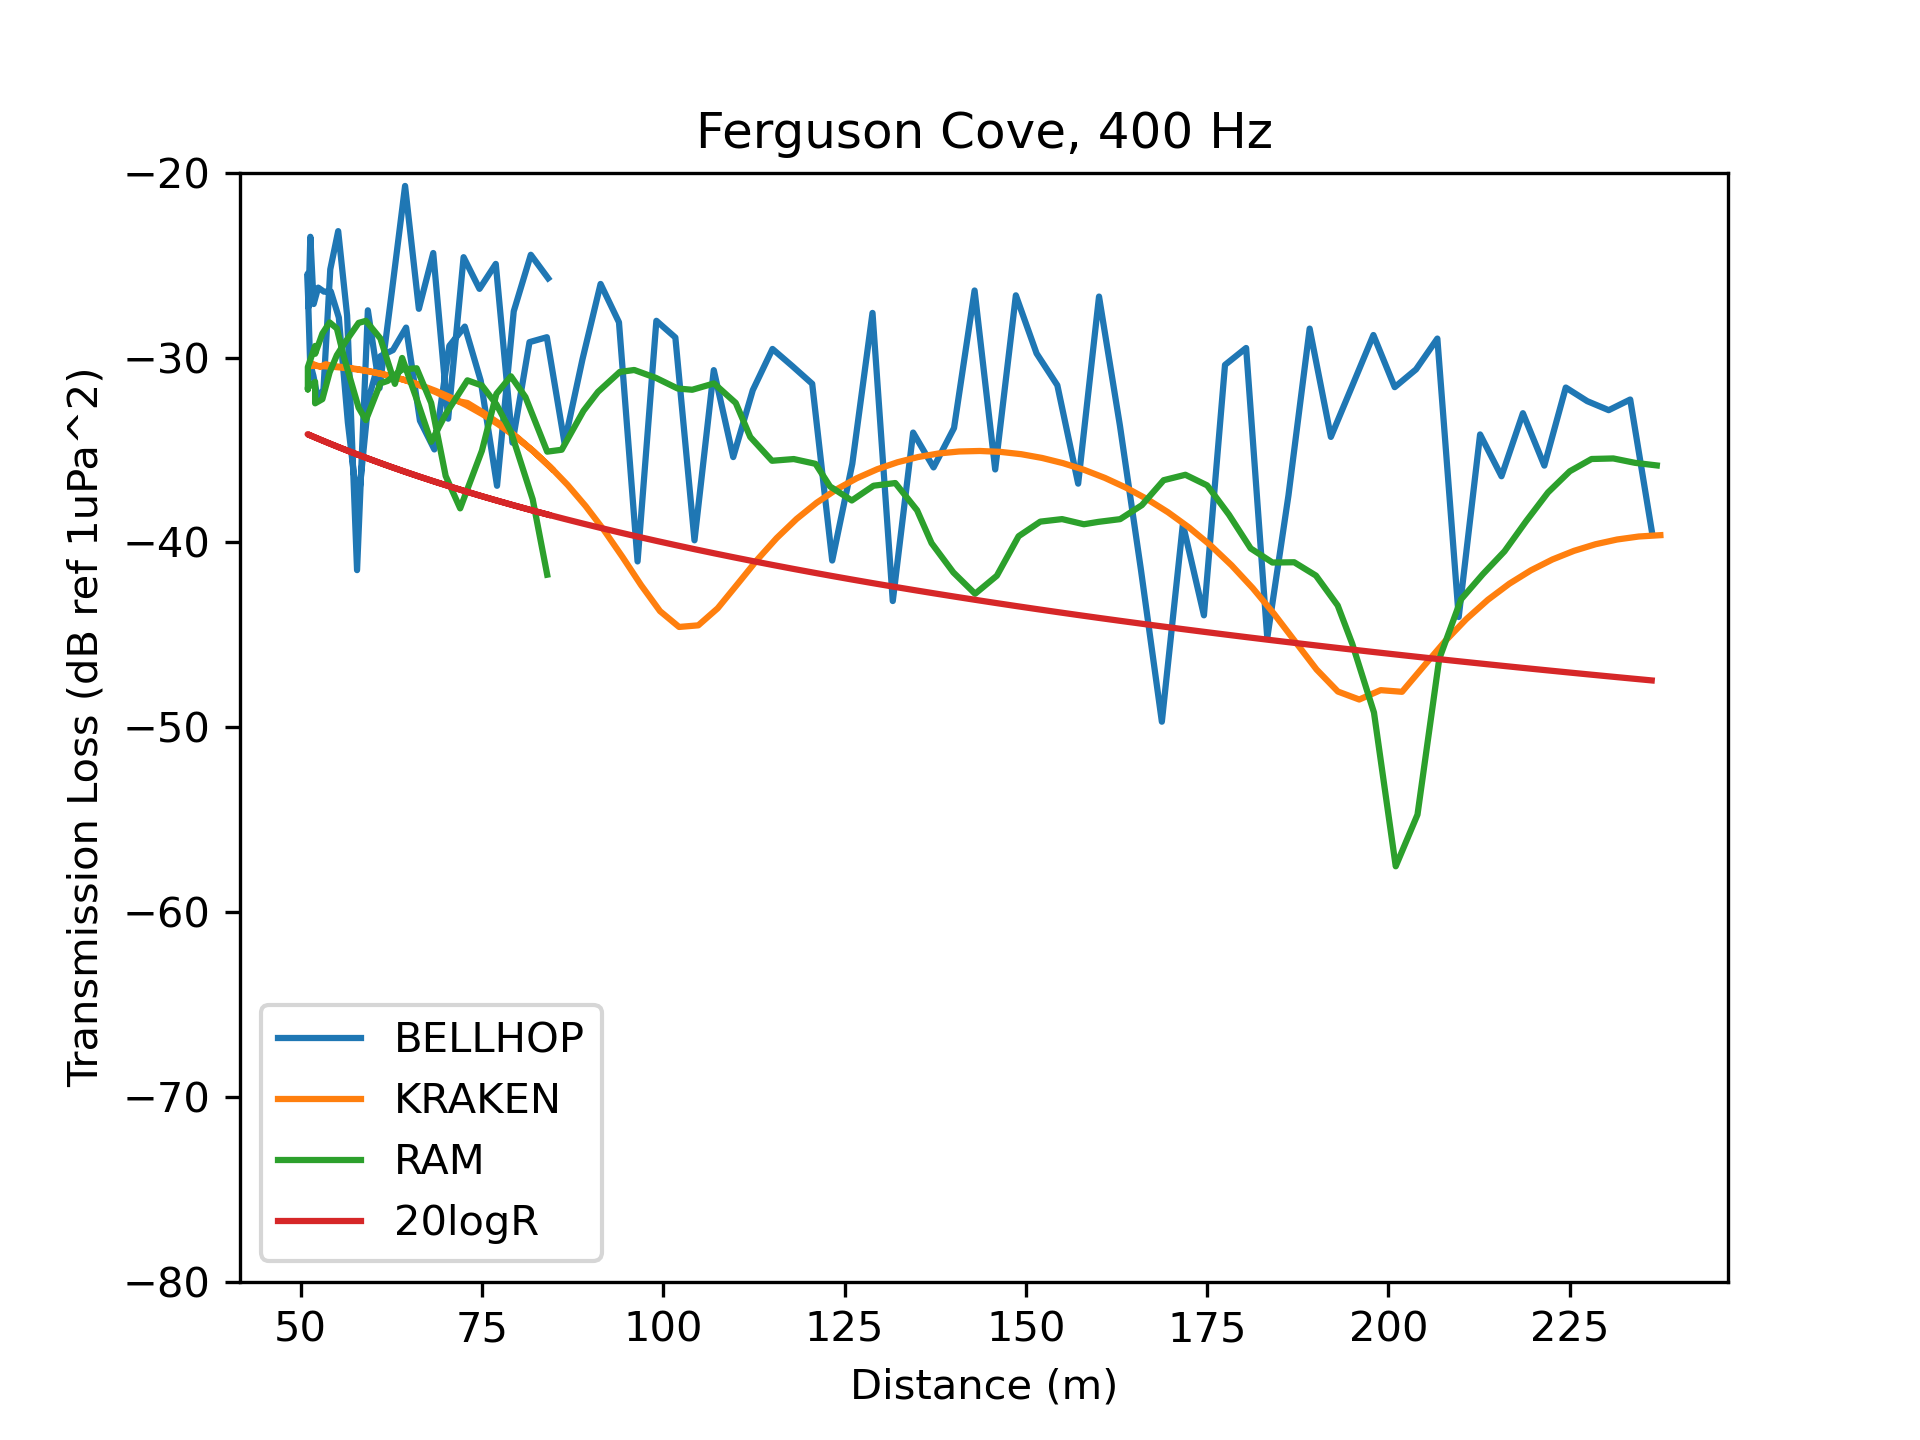 Ferguson Cove, 400 Hz
Transmission Loss (dB ref 1uPa^2)
−20
−30
−40
−50
−60
−70
−80
BELLHOP
KRAKEN
RAM
20logR
50 75 100 125 150 175 200 225
Distance (m)